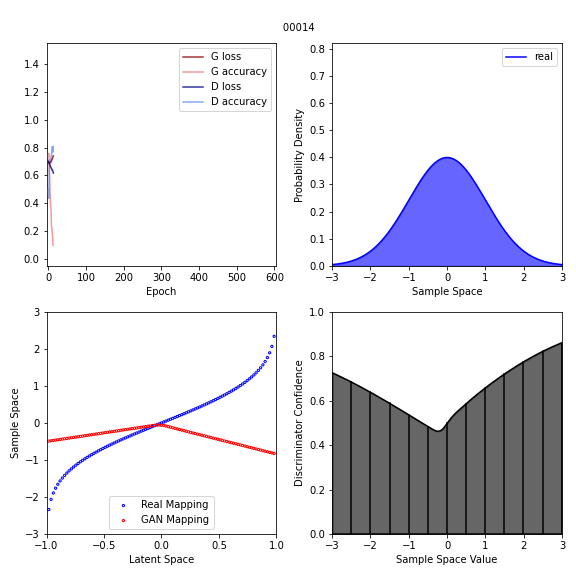 00014
G loss
G accuracy
D loss
D accuracy
1.4
1.2
1.0
0.8
0.6
0.4
0.2
0.0
0 100 200 300 400 500 600
Epoch
real
Probability Density
0.8
0.7
0.6
0.5
0.4
0.3
0.2
0.1
0.0
−3 −2 −1 0 1 2 3
Sample Space
Sample Space
3
2
1
0
−1
−2
−3
Real Mapping
GAN Mapping
−1.0 −0.5 0.0 0.5 1.0
Latent Space
Discriminator Confidence
1.0
0.8
0.6
0.4
0.2
0.0
−3 −2 −1 0 1 2 3
Sample Space Value